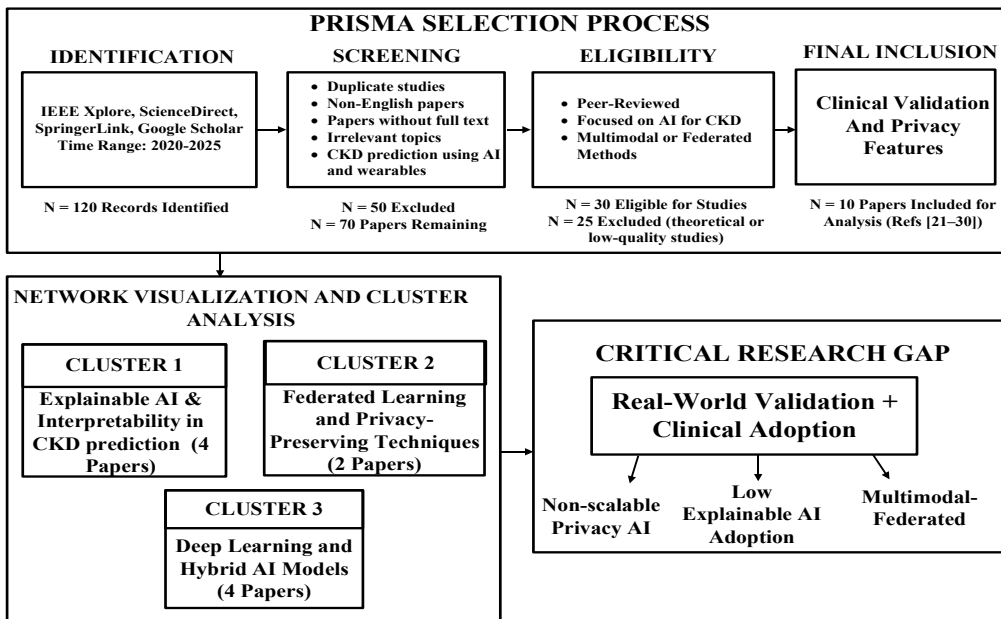 PRISMA SELECTION PROCESS
IDENTIFICATION
IEEE Xplore, ScienceDirect,
SpringerLink, Google Scholar
Time Range: 2020-2025
N = 120 Records Identified
SCREENING
• Duplicate studies
• Non-English papers
• Papers without full text
• Irrelevant topics
• CKD prediction using AI
and wearables
N = 50 Excluded
N = 70 Papers Remaining
ELIGIBILITY
• Peer-Reviewed
• Focused on AI for CKD
• Multimodal or Federated
Methods
N = 30 Eligible for Studies
N = 25 Excluded (theoretical or
low-quality studies)
FINAL INCLUSION
Clinical Validation
And Privacy
Features
N = 10 Papers Included for
Analysis (Refs [21–30])
NETWORK VISUALIZATION AND CLUSTER
ANALYSIS
CLUSTER 1
Explainable AI &
Interpretability in
CKD prediction (4
Papers)
CLUSTER 2
Federated Learning
and Privacy-
Preserving Techniques
(2 Papers)
CLUSTER 3
Deep Learning and
Hybrid AI Models
(4 Papers)
CRITICAL RESEARCH GAP
Real-World Validation +
Clinical Adoption
Non-scalable
Privacy AI
Low
Explainable AI
Adoption
Multimodal-
Federated